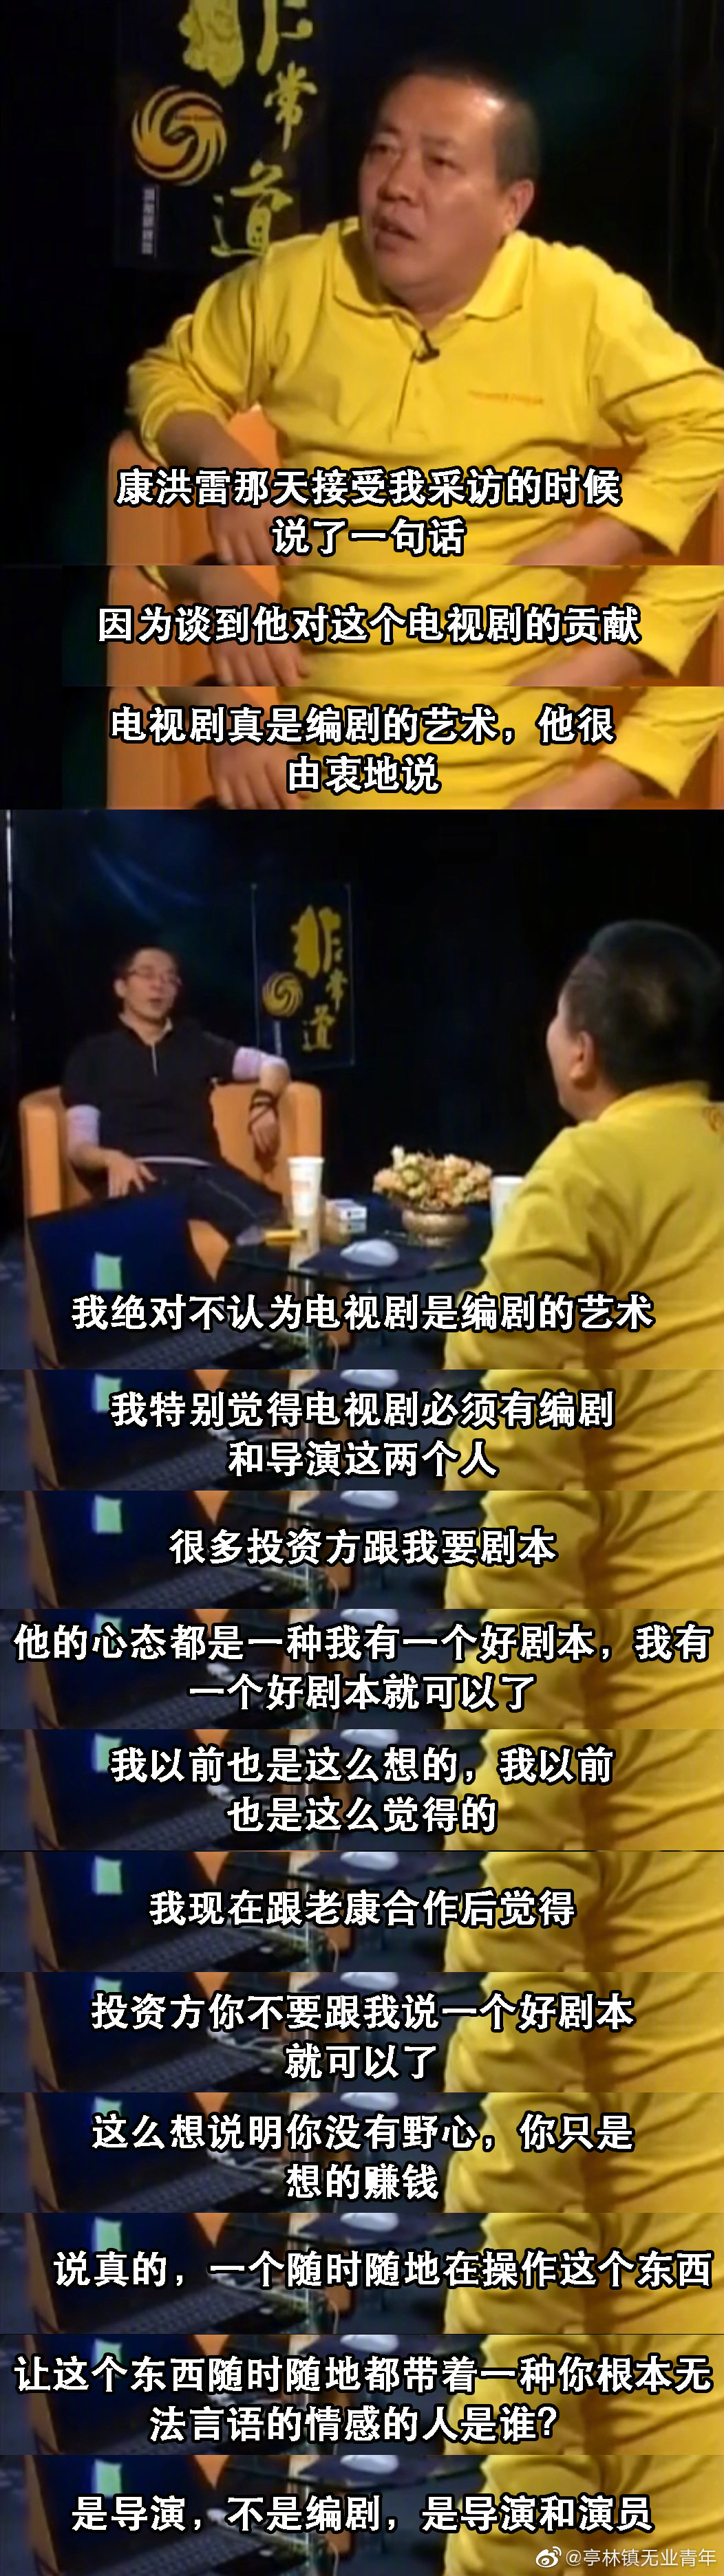 非
常
道
康洪雷那天接受我采访的时候
说了一句话
因为谈到他对这个电视剧的贡献
电视剧真是编剧的艺术，他很
由衷地说
非
常
道
我绝对不认为电视剧是编剧的艺术
我特别觉得电视剧必须有编剧
和导演这两个人
很多投资方跟我要剧本
他的心态都是一种我有一个好剧本，我有
一个好剧本就可以了
我以前也是这么想的，我以前
也是这么觉得的
我现在跟老康合作后觉得
投资方你不要跟我说一个好剧本
就可以了
这么想说明你没有野心，你只是
想的赚钱
说真的，一个随时随地在操作这个东西
让这个东西随时随地都带着一种你根本无
法言语的情感的人是谁？
是导演，不是编剧，是导演和演员
@亭林镇无业青年